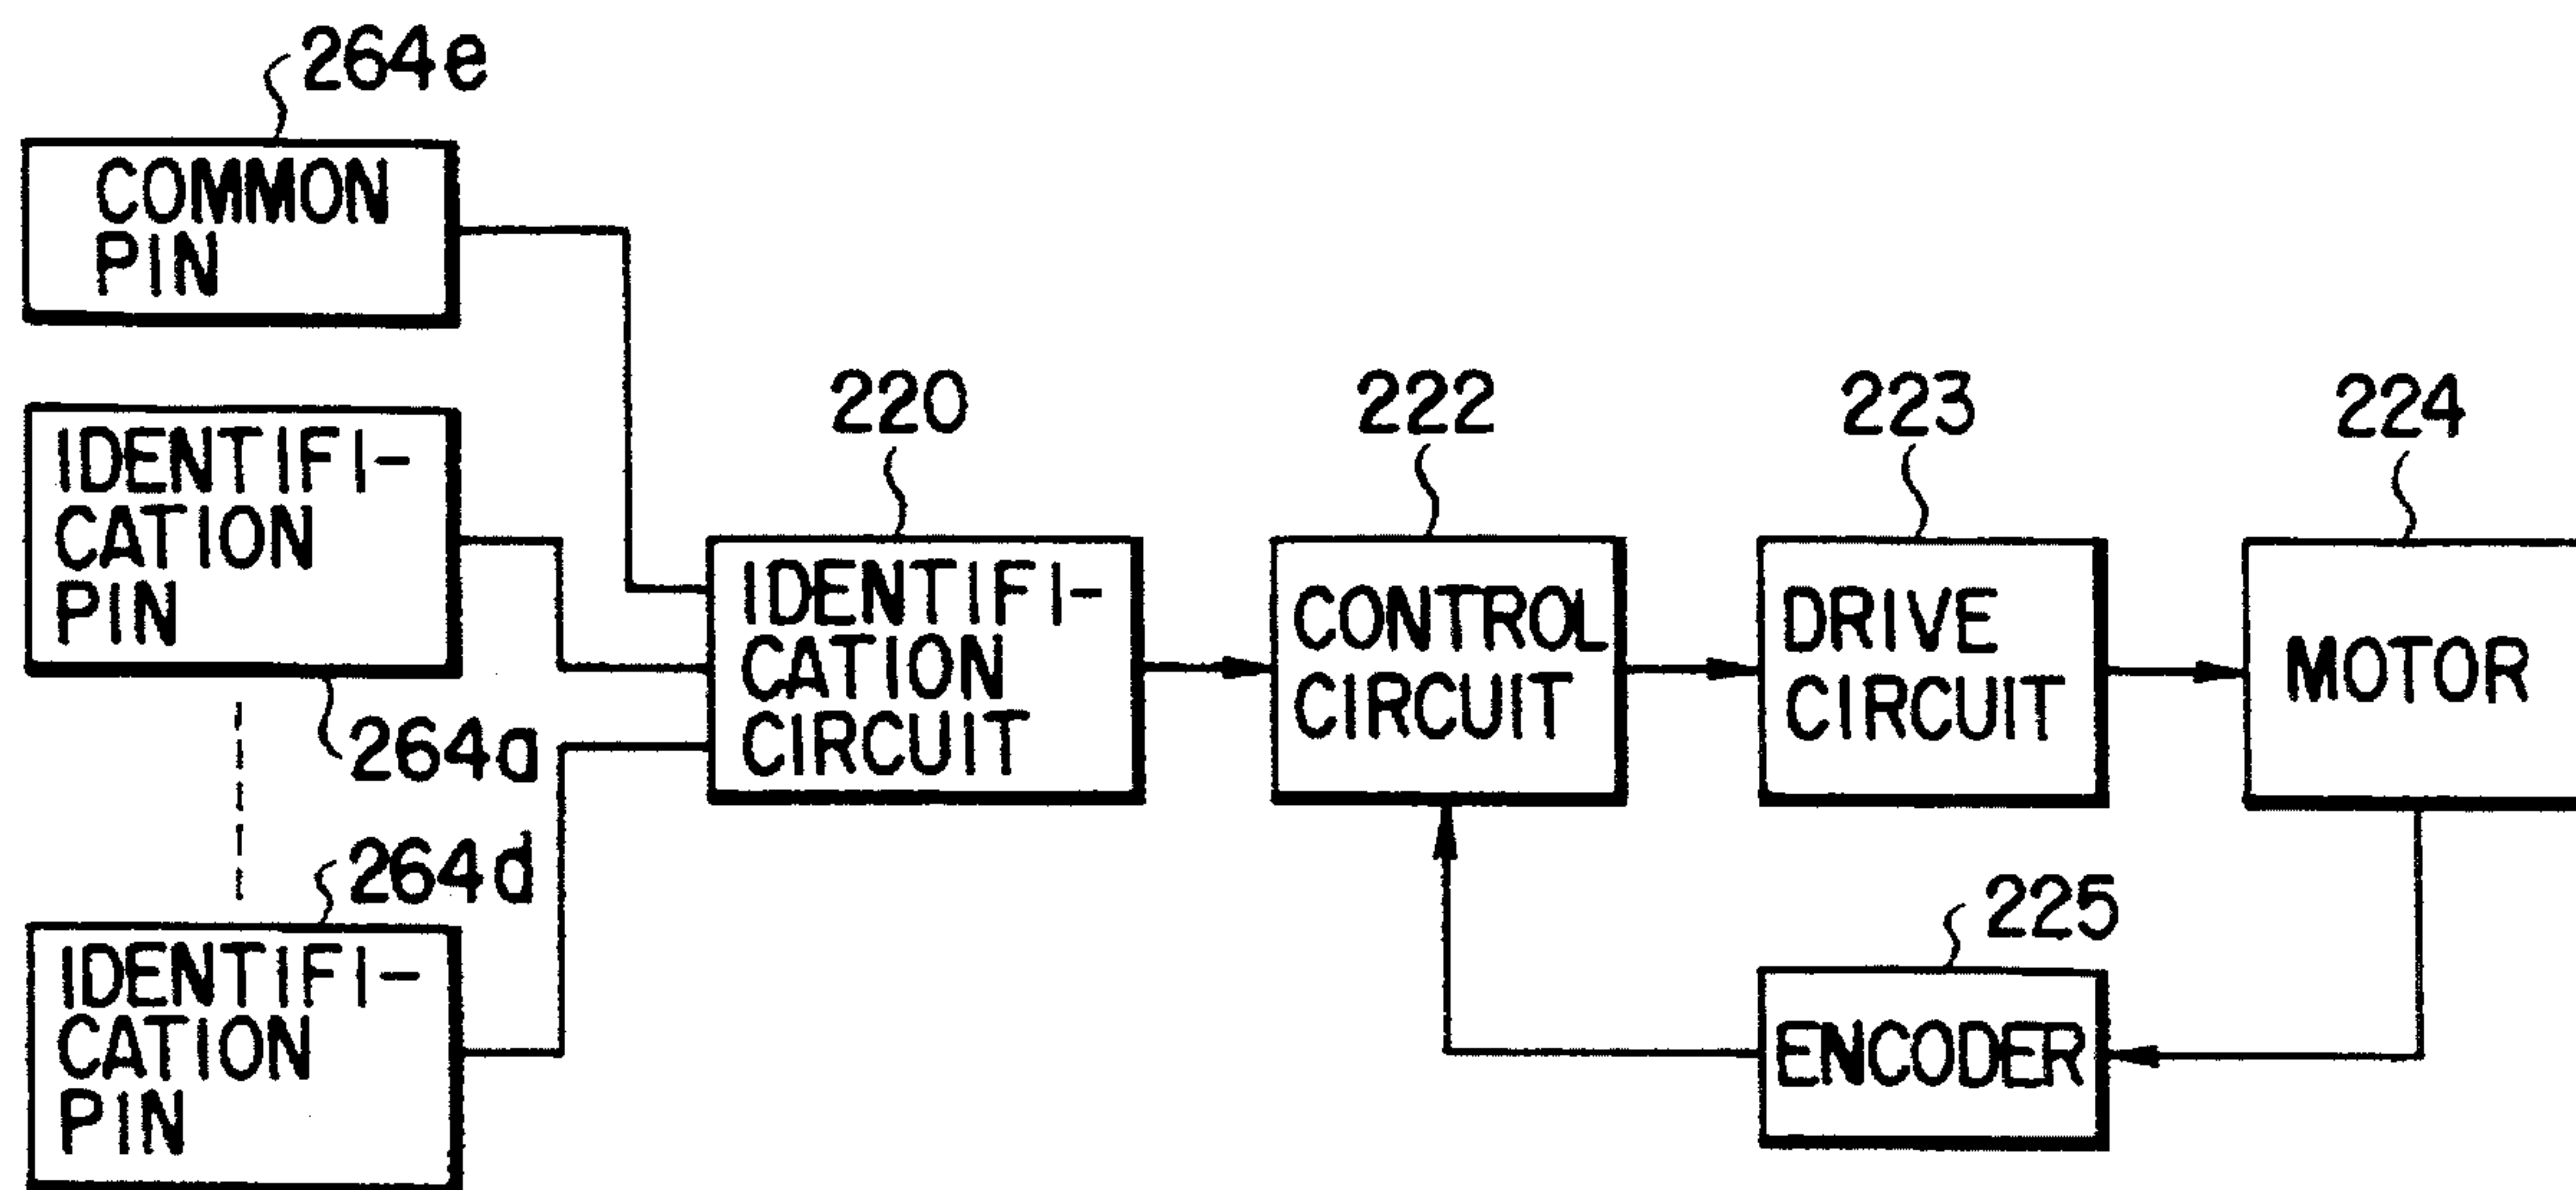 264e
COMMON
PIN
IDENTIFI-
CATION
PIN
264a
264d
IDENTIFI-
CATION
PIN
220
IDENTIFI-
CATION
CIRCUIT
222
CONTROL
CIRCUIT
223
DRIVE
CIRCUIT
224
MOTOR
225
ENCODER